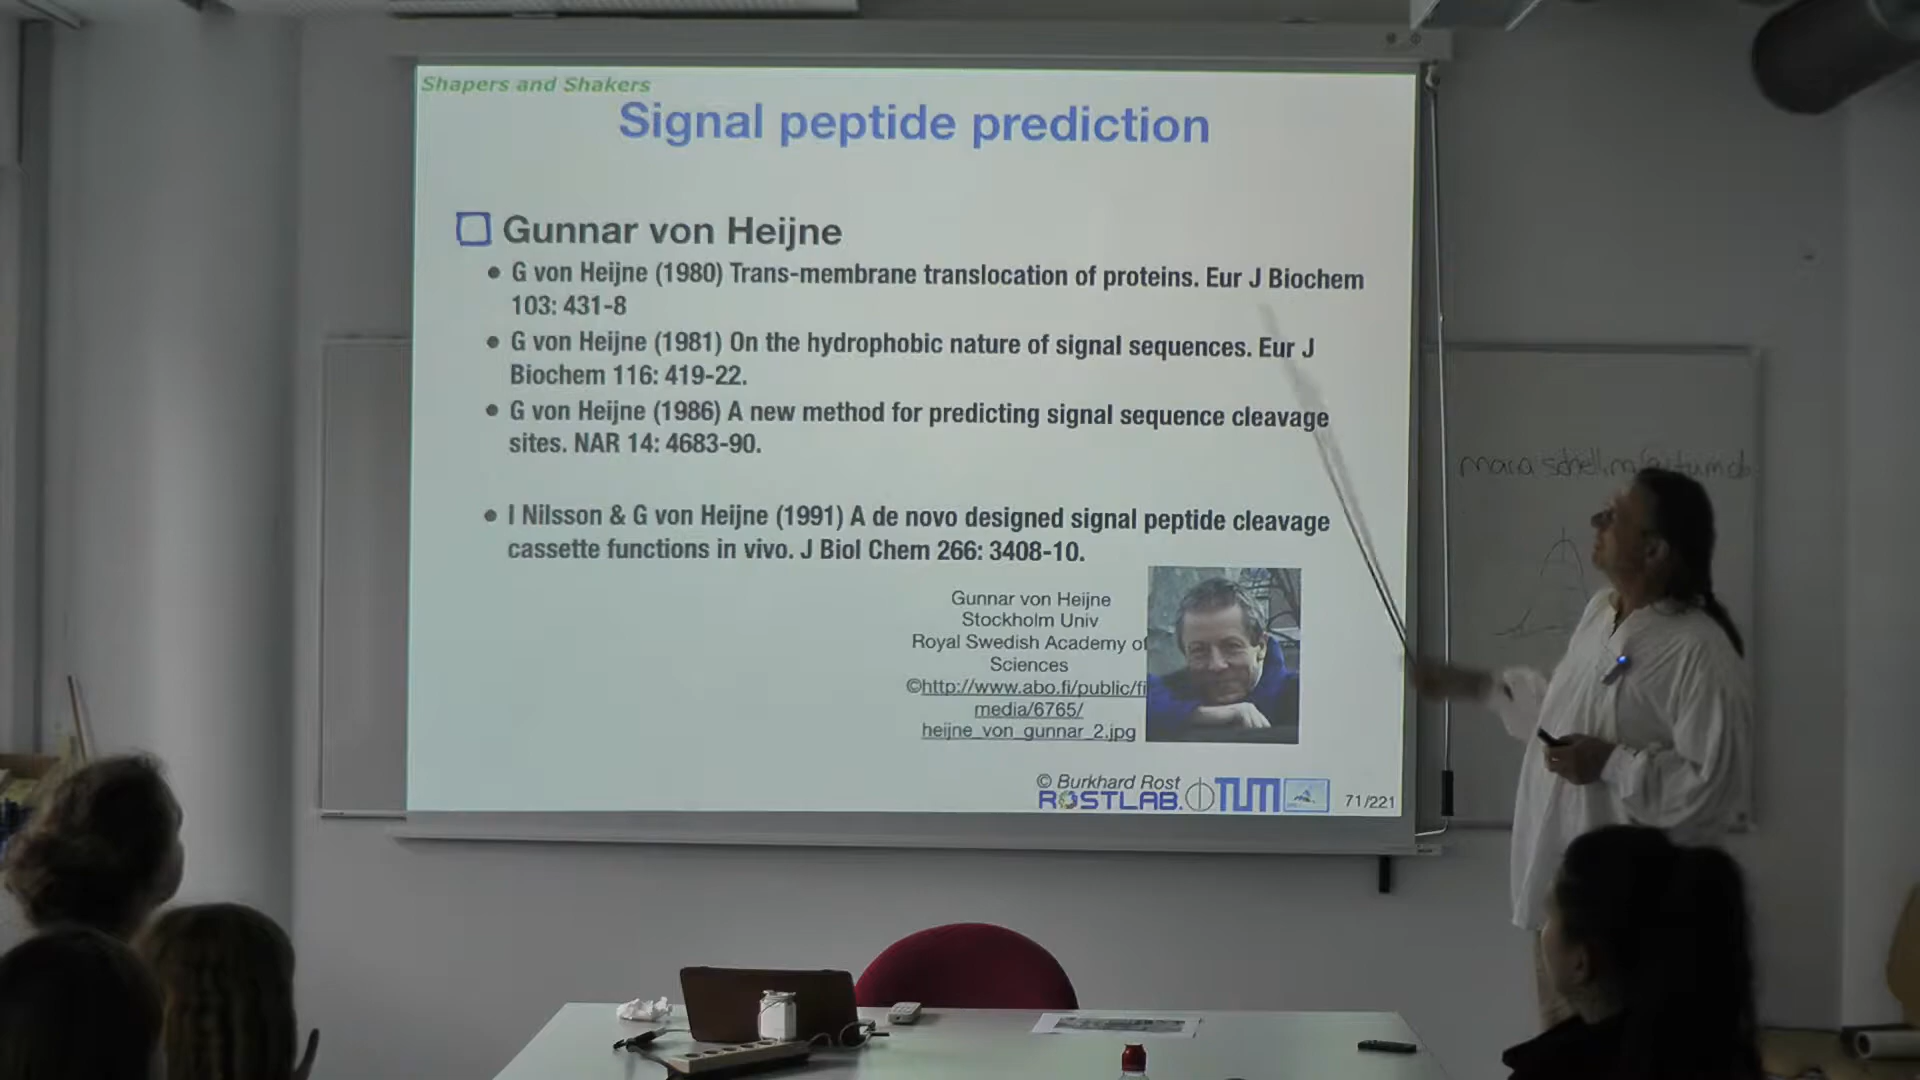 Shapers and Shakers
Signal peptide prediction
Gunnar von Heijne
• G von Heijne (1980) Trans-membrane translocation of proteins. Eur J Biochem
103: 431-8
• G von Heijne (1981) On the hydrophobic nature of signal sequences. Eur J
Biochem 116: 419-22.
• G von Heijne (1986) A new method for predicting signal sequence cleavage
sites. NAR 14: 4683-90.
• I Nilsson & G von Heijne (1991) A de novo designed signal peptide cleavage
cassette functions in vivo. J Biol Chem 266: 3408-10.
Gunnar von Heijne
Stockholm Univ
Royal Swedish Academy of
Sciences
©http://www.abo.fi/public/fi
media/6765/
heijne_von_gunnar_2.jpg
© Burkhard Rost
ROSTLAB. TUM
71/221